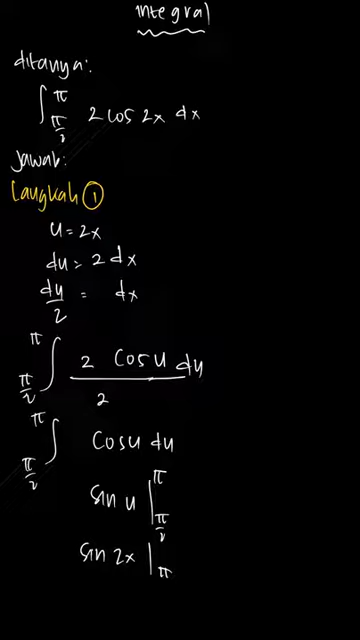 Integral
ditanya:
∫_{π/2}^{π} 2 cos 2x dx
Jawab:
Langkah ①
u = 2x
du = 2 dx
du/2 = dx
∫_{π/2}^{π} 2 cos u du / 2
∫_{π/2}^{π} cos u du
sin u |_{π/2}^{π}
sin 2x |_π